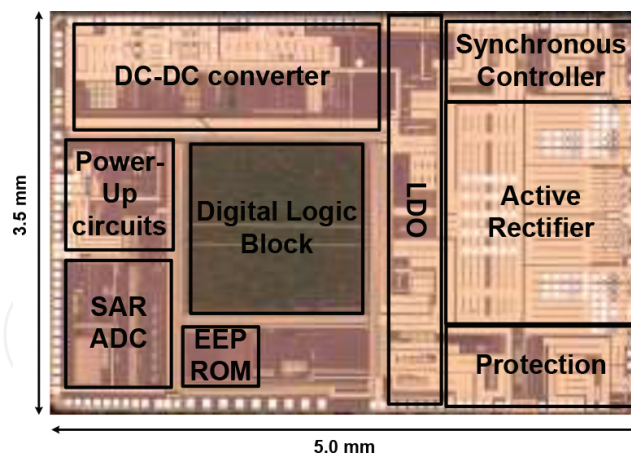 DC-DC converter
Synchronous
Controller
Power-
Up
circuits
Digital Logic
Block
LDO
Active
Rectifier
SAR
ADC
EEP
ROM
Protection
3.5 mm
5.0 mm